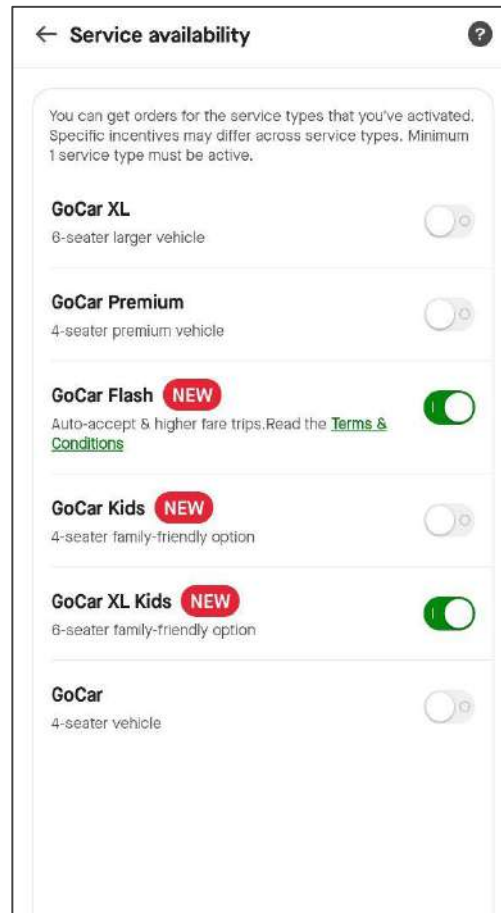 Service availability
?
You can get orders for the service types that you've activated.
Specific incentives may differ across service types. Minimum
1 service type must be active.
GoCar XL
6-seater larger vehicle
GoCar Premium
4-seater premium vehicle
GoCar Flash NEW
Auto-accept & higher fare trips.Read the Terms &
Conditions
GoCar Kids NEW
4-seater family-friendly option
GoCar XL Kids NEW
6-seater family-friendly option
GoCar
4-seater vehicle